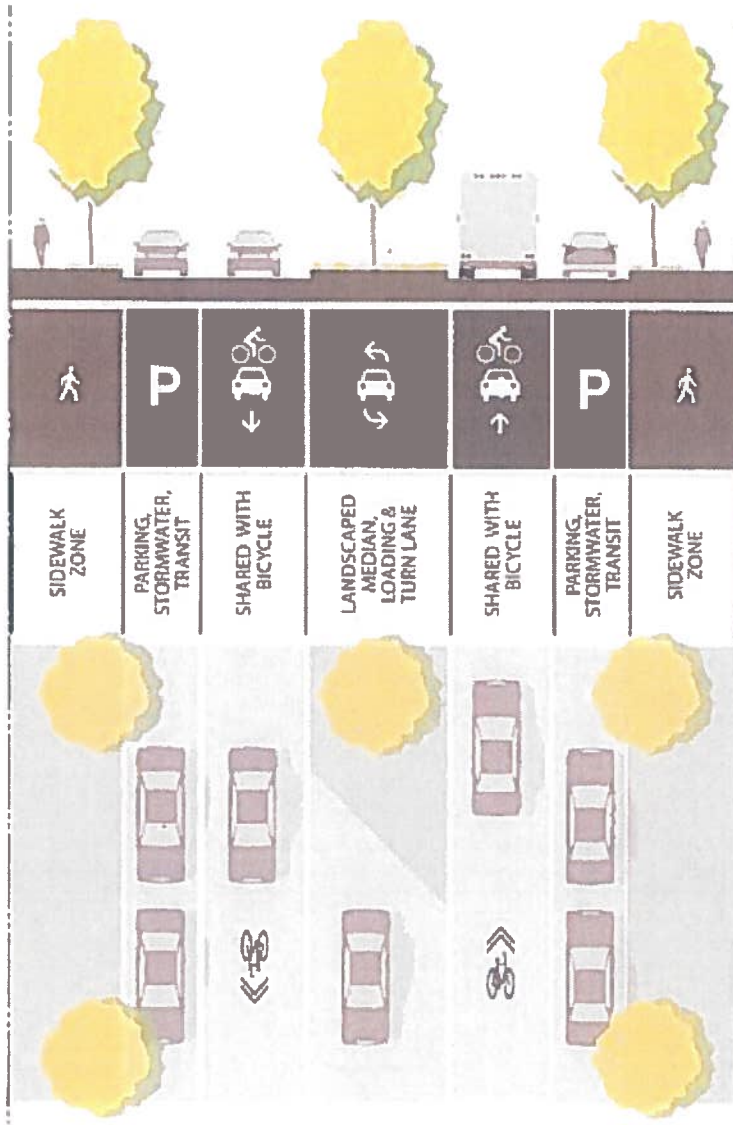 P
P
SIDEWALK
ZONE
PARKING,
STORMWATER,
TRANSIT
SHARED WITH
BICYCLE
LANDSCAPED
MEDIAN,
LOADING &
TURN LANE
SHARED WITH
BICYCLE
PARKING,
STORMWATER,
TRANSIT
SIDEWALK
ZONE